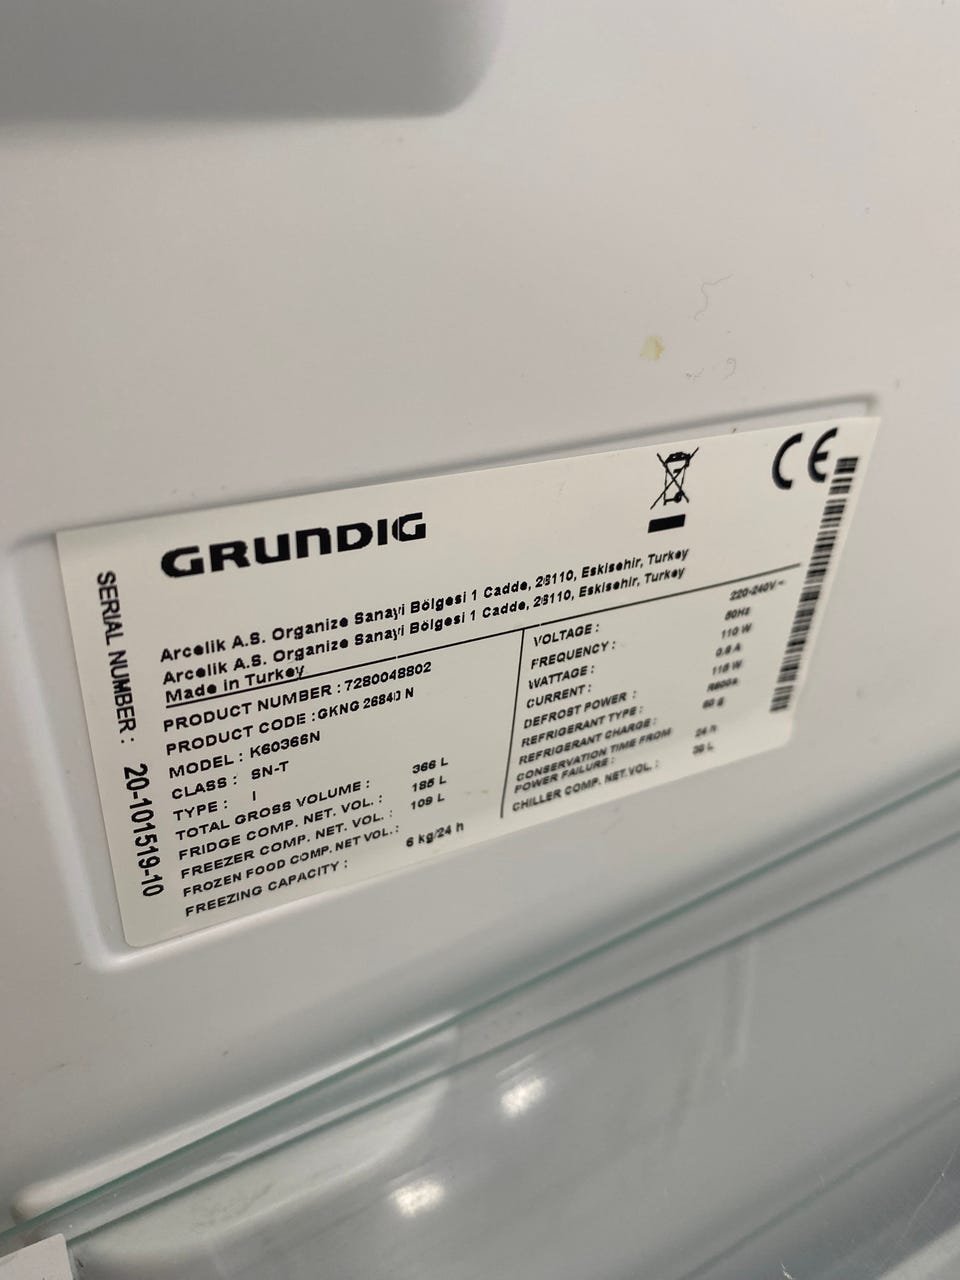 GRUNDIG
CE
Arcelik A.S. Organize Sanayi Bölgesi 1 Cadde, 26110, Eskisehir, Turkey
Arcelik A.S. Organize Sanayi Bölgesi 1 Cadde, 26110, Eskisehir, Turkey
Made in Turkey
PRODUCT NUMBER : 7280048802
PRODUCT CODE : GKNG 26840 N
MODEL : K60366N
CLASS : SN-T
TYPE : I
TOTAL GROSS VOLUME : 366 L
FRIDGE COMP. NET. VOL. : 185 L
FREEZER COMP. NET. VOL. : 109 L
FROZEN FOOD COMP. NET VOL. :
FREEZING CAPACITY : 6 kg/24 h
VOLTAGE : 220-240V~
FREQUENCY : 50Hz
WATTAGE : 110 W
CURRENT : 0,8 A
DEFROST POWER : 110 W
REFRIGERANT TYPE : R600a
REFRIGERANT CHARGE :
CONSERVATION TIME FROM
POWER FAILURE : 24 h
CHILLER COMP. NET. VOL. :
SERIAL NUMBER : 20-101519-10